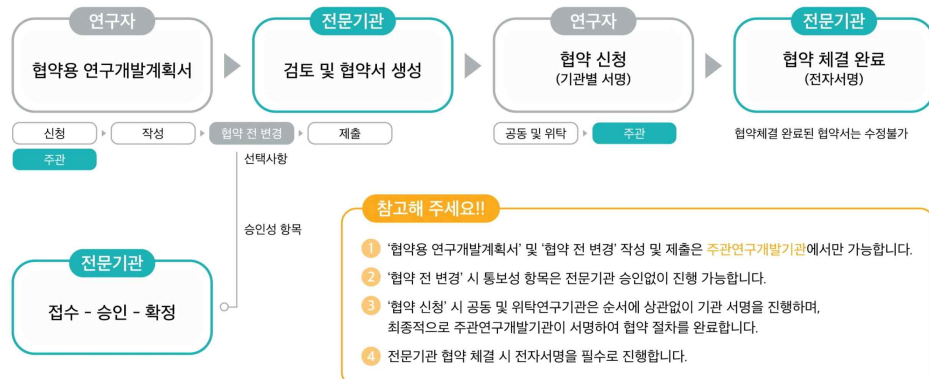 연구자
협약용 연구개발계획서
전문기관
검토 및 협약서 생성
연구자
협약 신청
(기관별 서명)
전문기관
협약 체결 완료
(전자서명)
신청
작성
협약 전 변경
제출
주관
선택사항
공동 및 위탁
주관
협약체결 완료된 협약서는 수정불가
승인성 항목
전문기관
접수 - 승인 - 확정
참고해 주세요!!
1 '협약용 연구개발계획서' 및 '협약 전 변경' 작성 및 제출은 주관연구개발기관에서만 가능합니다.
2 '협약 전 변경' 시 통보성 항목은 전문기관 승인없이 진행 가능합니다.
3 '협약 신청' 시 공동 및 위탁연구기관은 순서에 상관없이 기관 서명을 진행하며,
최종적으로 주관연구개발기관이 서명하여 협약 절차를 완료합니다.
4 전문기관 협약 체결 시 전자서명을 필수로 진행합니다.